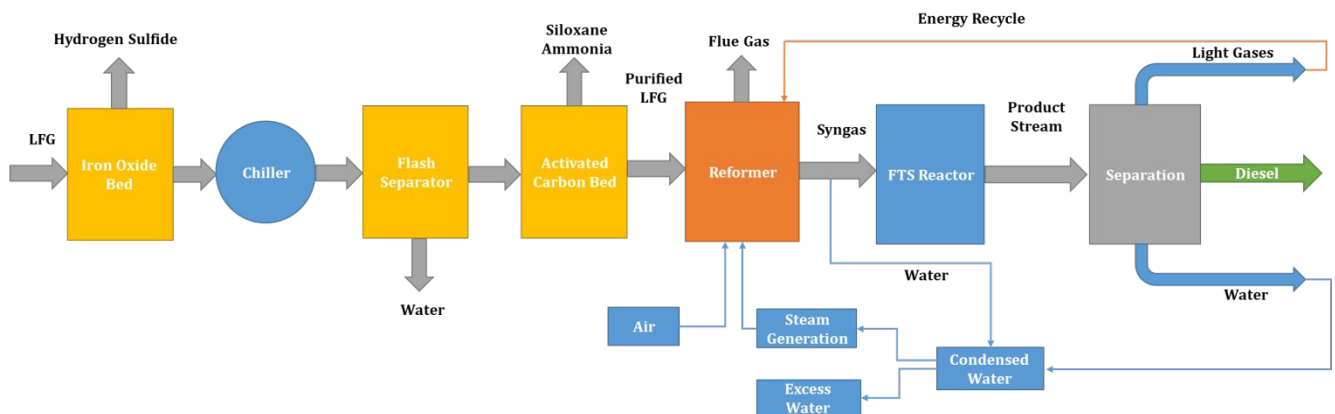 Energy Recycle
Hydrogen Sulfide
Siloxane
Ammonia
Flue Gas
Light Gases
Purified
LFG
LFG
Syngas
Product
Stream
Iron Oxide
Bed
Chiller
Flash
Separator
Activated
Carbon Bed
Reformer
FTS Reactor
Separation
Diesel
Water
Water
Water
Air
Steam
Generation
Condensed
Water
Excess
Water